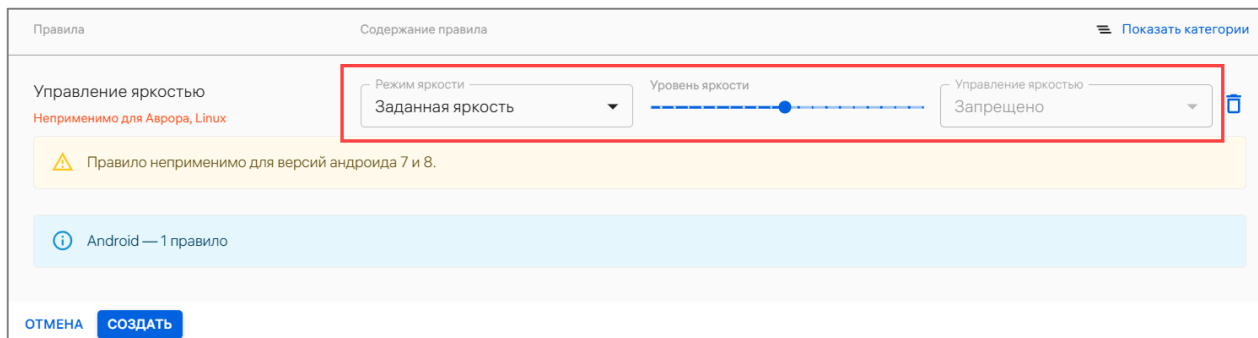 Правила Содержание правила Показать категории
Режим яркости Уровень яркости Управление яркостью
Управление яркостью Заданная яркость Запрещено
Неприменимо для Аврора, Linux
Правило неприменимо для версий андроида 7 и 8.
Android — 1 правило
ОТМЕНА СОЗДАТЬ